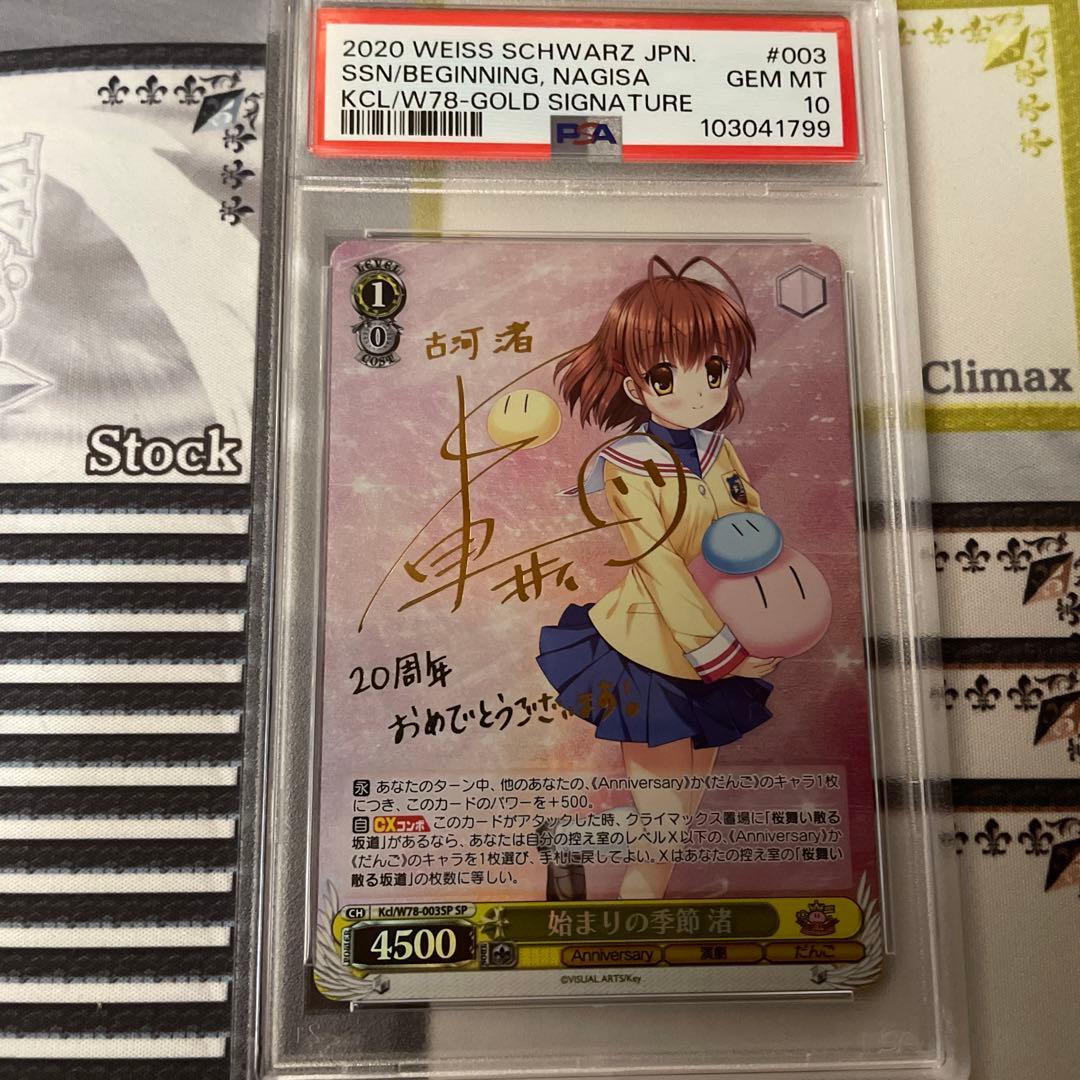 2020 WEISS SCHWARZ JPN. #003
SSN/BEGINNING, NAGISA GEM MT
KCL/W78-GOLD SIGNATURE 10
PSA 103041799
Stock
Climax
LEVEL
1
0
COST
古河 渚
20周年
おめでとうございます!
永 あなたのターン中、他のあなたの、《Anniversary》か《だんご》のキャラ1枚
につき、このカードのパワーを+500。
自 CXコンボ このカードがアタックした時、クライマックス置場に「桜舞い散る
坂道」があるなら、あなたは自分の控え室のレベルX以下の、《Anniversary》か
《だんご》のキャラを1枚選び、手札に戻してよい。Xはあなたの控え室の「桜舞い
散る坂道」の枚数に等しい。
CH Kcl/W78-003SP SP
始まりの季節 渚
POWER 4500
Anniversary 演劇 だんご
©VISUAL ARTS/Key